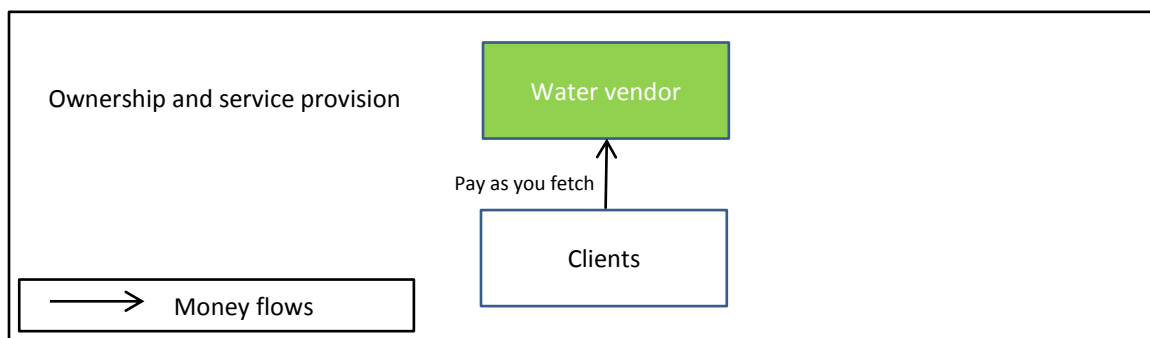 Water vendor
Ownership and service provision
Pay as you fetch
Clients
Money flows